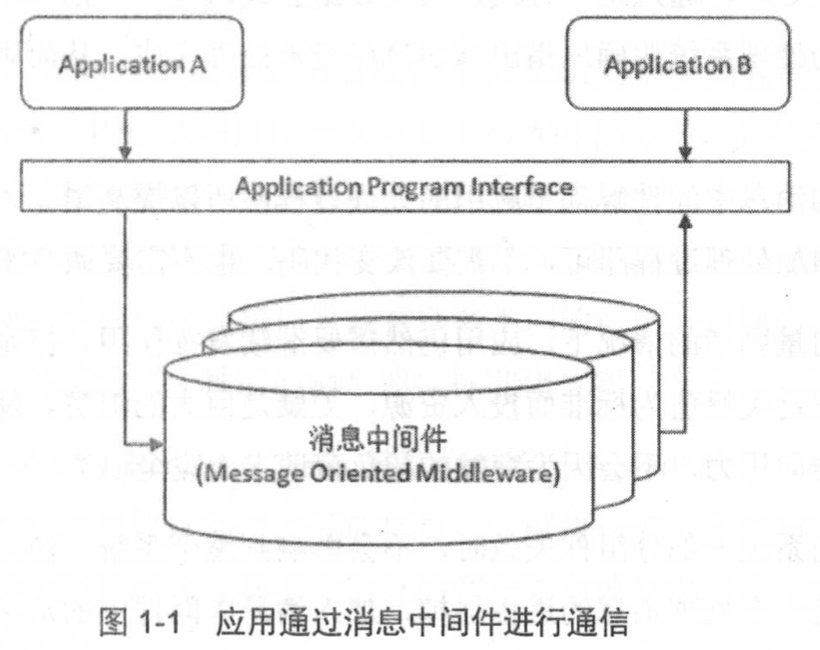 Application A
Application B
Application Program Interface
消息中间件
(Message Oriented Middleware)
图 1-1 应用通过消息中间件进行通信